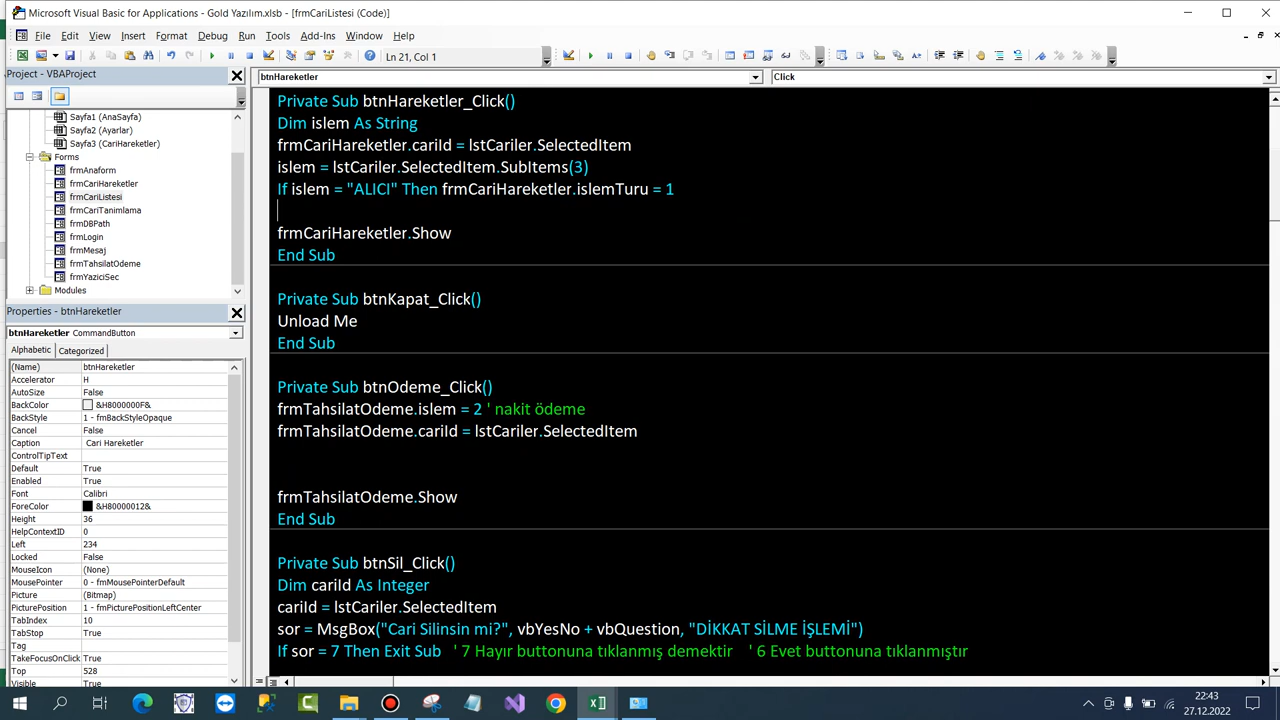 Microsoft Visual Basic for Applications - Gold Yazılım.xlsb - [frmCariListesi (Code)]
File Edit View Insert Format Debug Run Tools Add-Ins Window Help
Ln 21, Col 1
Project - VBAProject
btnHareketler
Click
Sayfa1 (AnaSayfa)
Sayfa2 (Ayarlar)
Sayfa3 (CariHareketler)
Forms
frmAnaform
frmCariHareketler
frmCariListesi
frmCariTanimlama
frmDBPath
frmLogin
frmMesaj
frmTahsilatOdeme
frmYaziciSec
Modules
Properties - btnHareketler
btnHareketler CommandButton
Alphabetic Categorized
(Name) btnHareketler
Accelerator H
AutoSize False
BackColor &H8000000F&
BackStyle 1 - fmBackStyleOpaque
Cancel False
Caption Cari Hareketler
ControlTipText
Default True
Enabled True
Font Calibri
ForeColor &H80000012&
Height 36
HelpContextID 0
Left 234
Locked False
MouseIcon (None)
MousePointer 0 - fmMousePointerDefault
Picture (Bitmap)
PicturePosition 1 - fmPicturePositionLeftCenter
TabIndex 10
TabStop True
Tag
TakeFocusOnClick True
Top 528
Visible True
Private Sub btnHareketler_Click()
Dim islem As String
frmCariHareketler.cariId = lstCariler.SelectedItem
islem = lstCariler.SelectedItem.SubItems(3)
If islem = "ALICI" Then frmCariHareketler.islemTuru = 1
frmCariHareketler.Show
End Sub
Private Sub btnKapat_Click()
Unload Me
End Sub
Private Sub btnOdeme_Click()
frmTahsilatOdeme.islem = 2 ' nakit ödeme
frmTahsilatOdeme.cariId = lstCariler.SelectedItem
frmTahsilatOdeme.Show
End Sub
Private Sub btnSil_Click()
Dim cariId As Integer
cariId = lstCariler.SelectedItem
sor = MsgBox("Cari Silinsin mi?", vbYesNo + vbQuestion, "DİKKAT SİLME İŞLEMİ")
If sor = 7 Then Exit Sub ' 7 Hayır buttonuna tıklanmış demektir ' 6 Evet buttonuna tıklanmıştır
22:43
27.12.2022